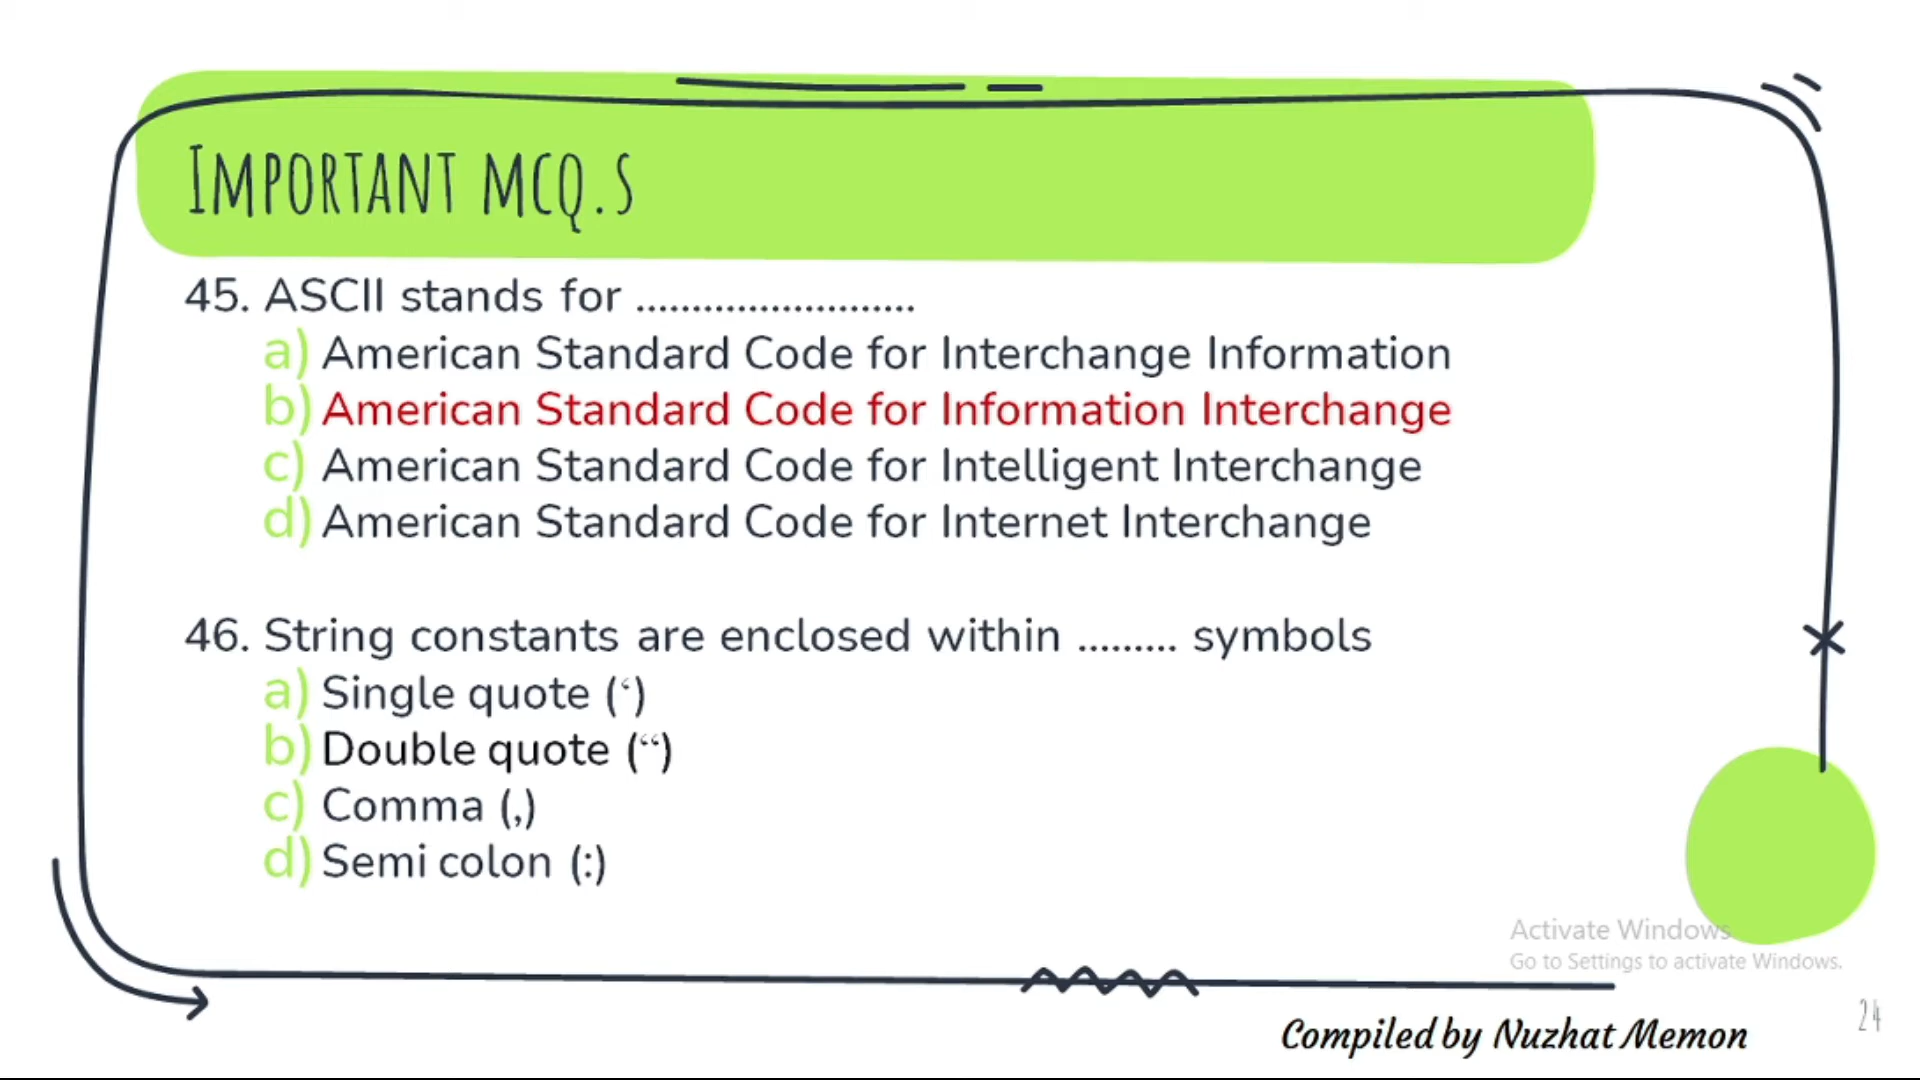 Important mcq.s
45. ASCII stands for .........................
a) American Standard Code for Interchange Information
b) American Standard Code for Information Interchange
c) American Standard Code for Intelligent Interchange
d) American Standard Code for Internet Interchange
46. String constants are enclosed within ......... symbols
a) Single quote (‘)
b) Double quote (“)
c) Comma (,)
d) Semi colon (:)
Activate Windows
Go to Settings to activate Windows.
24
Compiled by Nuzhat Memon